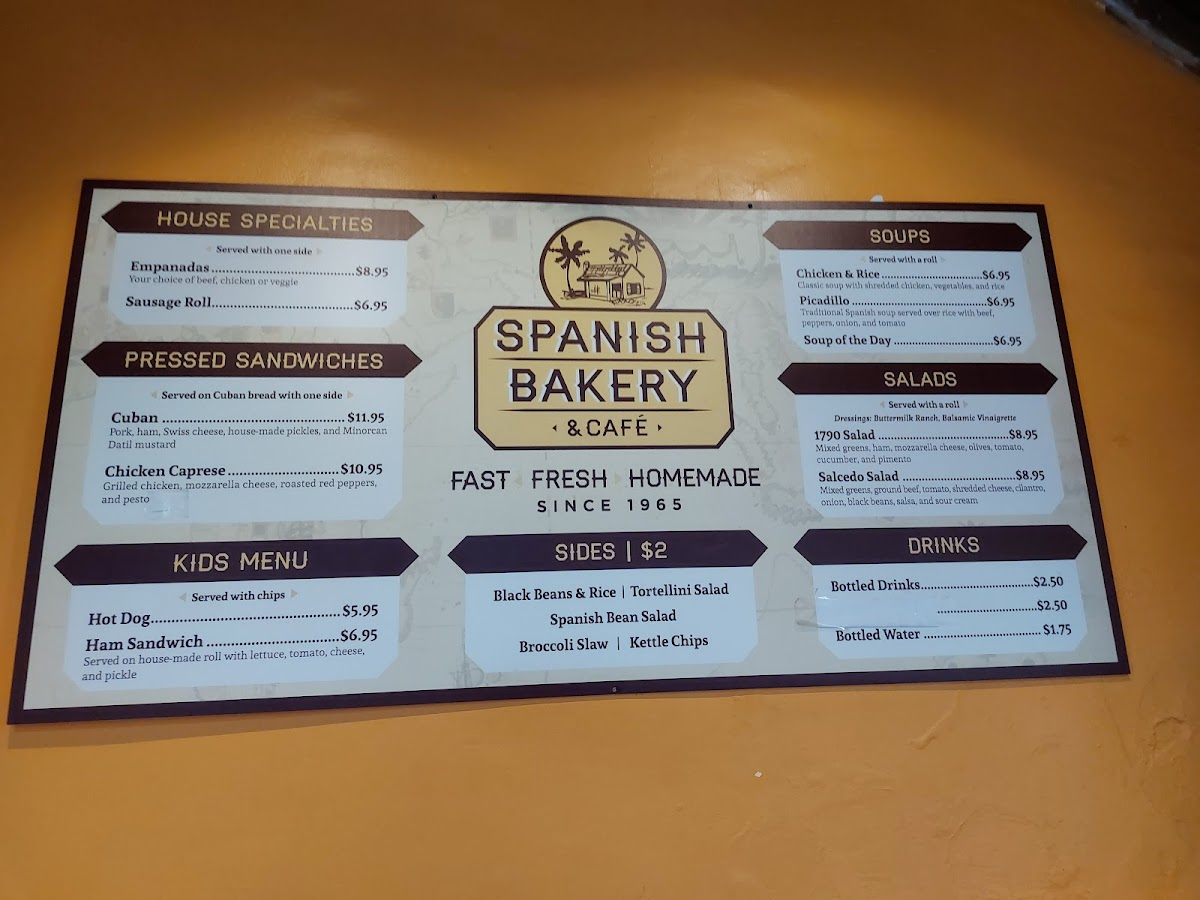 HOUSE SPECIALTIES
Served with one side
Empanadas....................................$8.95
Your choice of beef, chicken or veggie
Sausage Roll....................................$6.95
PRESSED SANDWICHES
Served on Cuban bread with one side
Cuban ....................................$11.95
Pork, ham, Swiss cheese, house-made pickles, and Minorcan
Datil mustard
Chicken Caprese............................$10.95
Grilled chicken, mozzarella cheese, roasted red peppers,
and pesto
KIDS MENU
Served with chips
Hot Dog....................................$5.95
Ham Sandwich ............................$6.95
Served on house-made roll with lettuce, tomato, cheese,
and pickle
SPANISH
BAKERY
& CAFÉ
FAST FRESH HOMEMADE
SINCE 1965
SIDES | $2
Black Beans & Rice | Tortellini Salad
Spanish Bean Salad
Broccoli Slaw | Kettle Chips
SOUPS
Served with a roll
Chicken & Rice............................$6.95
Classic soup with shredded chicken, vegetables, and rice
Picadillo ....................................$6.95
Traditional Spanish soup served over rice with beef,
peppers, onion, and tomato
Soup of the Day ............................$6.95
SALADS
Served with a roll
Dressings: Buttermilk Ranch, Balsamic Vinaigrette
1790 Salad ....................................$8.95
Mixed greens, ham, mozzarella cheese, olives, tomato,
cucumber, and pimento
Salcedo Salad ............................$8.95
Mixed greens, ground beef, tomato, shredded cheese, cilantro,
onion, black beans, salsa, and sour cream
DRINKS
Bottled Drinks............................$2.50
............................$2.50
Bottled Water ............................$1.75